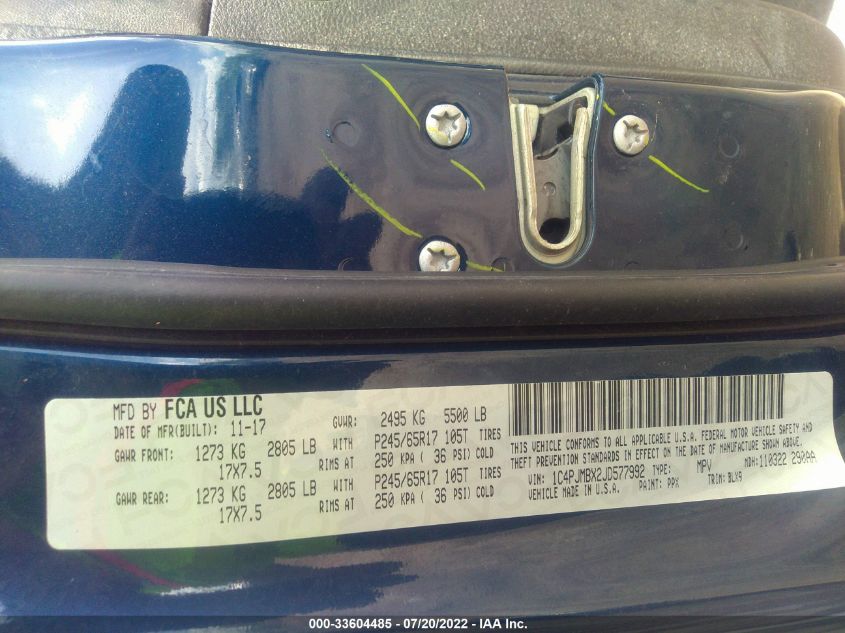 MFD BY FCA US LLC
DATE OF MFR(BUILT): 11-17 GVWR: 2495 KG 5500 LB
GAWR FRONT: 1273 KG 2805 LB WITH P245/65R17 105T TIRES
17X7.5 RIMS AT 250 KPA ( 36 PSI) COLD
GAWR REAR: 1273 KG 2805 LB WITH P245/65R17 105T TIRES
17X7.5 RIMS AT 250 KPA ( 36 PSI) COLD
THIS VEHICLE CONFORMS TO ALL APPLICABLE U.S.A. FEDERAL MOTOR VEHICLE SAFETY AND
THEFT PREVENTION STANDARDS IN EFFECT ON THE DATE OF MANUFACTURE SHOWN ABOVE.
VIN: 1C4PJMBX2JD577992 TYPE: MPV MDH: 110322 292AA
VEHICLE MADE IN U.S.A. PAINT: PPX TRIM: BLX9
000-33604485 - 07/20/2022 - IAA Inc.